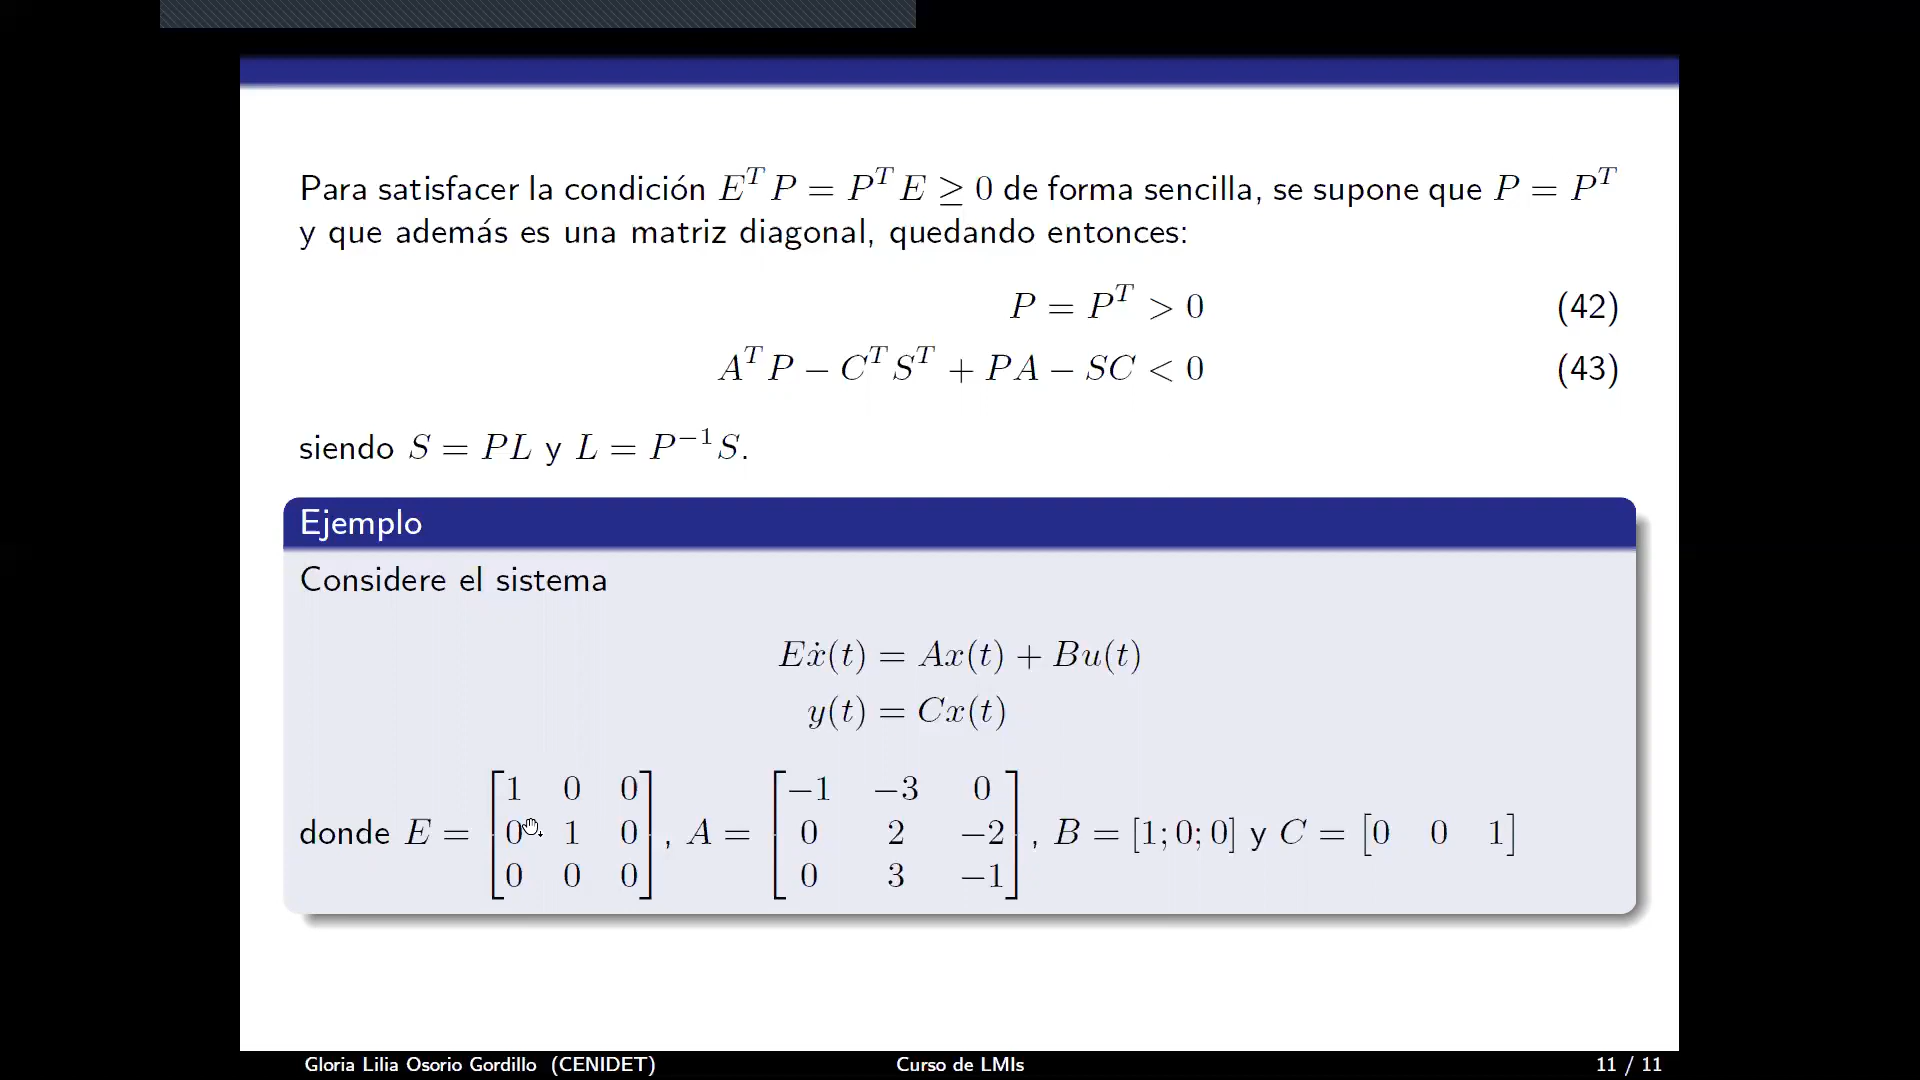 Para satisfacer la condición E^T P = P^T E ≥ 0 de forma sencilla, se supone que P = P^T
y que además es una matriz diagonal, quedando entonces:
P = P^T > 0 (42)
A^T P − C^T S^T + PA − SC < 0 (43)
siendo S = PL y L = P^{−1}S.
Ejemplo
Considere el sistema
Eẋ(t) = Ax(t) + Bu(t)
y(t) = Cx(t)
donde E = [1 0 0; 0 1 0; 0 0 0], A = [−1 −3 0; 0 2 −2; 0 3 −1], B = [1; 0; 0] y C = [0 0 1]
Gloria Lilia Osorio Gordillo (CENIDET) Curso de LMIs 11 / 11